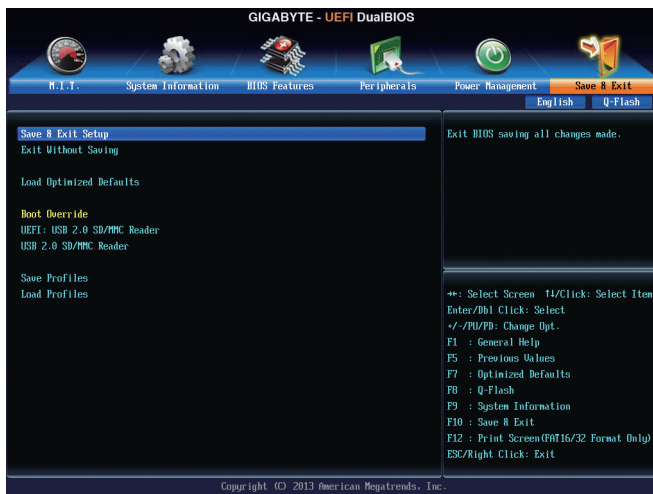 GIGABYTE - UEFI DualBIOS
M.I.T. System Information BIOS Features Peripherals Power Management Save & Exit
English Q-Flash
Save & Exit Setup
Exit Without Saving
Load Optimized Defaults
Boot Override
UEFI: USB 2.0 SD/MMC Reader
USB 2.0 SD/MMC Reader
Save Profiles
Load Profiles
Exit BIOS saving all changes made.
→←: Select Screen ↑↓/Click: Select Item
Enter/Dbl Click: Select
+/-/PU/PD: Change Opt.
F1 : General Help
F5 : Previous Values
F7 : Optimized Defaults
F8 : Q-Flash
F9 : System Information
F10 : Save & Exit
F12 : Print Screen(FAT16/32 Format Only)
ESC/Right Click: Exit
Copyright (C) 2013 American Megatrends, Inc.